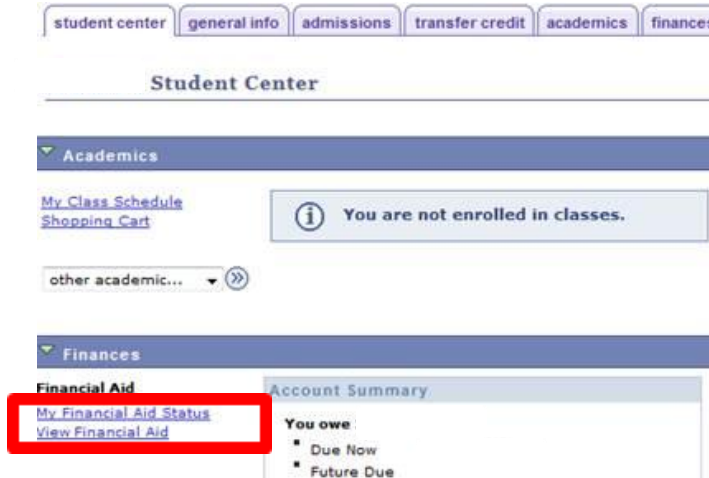 student center general info admissions transfer credit academics finances
Student Center
Academics
My Class Schedule
Shopping Cart
You are not enrolled in classes.
other academic...
Finances
Financial Aid
My Financial Aid Status
View Financial Aid
Account Summary
You owe
Due Now
Future Due